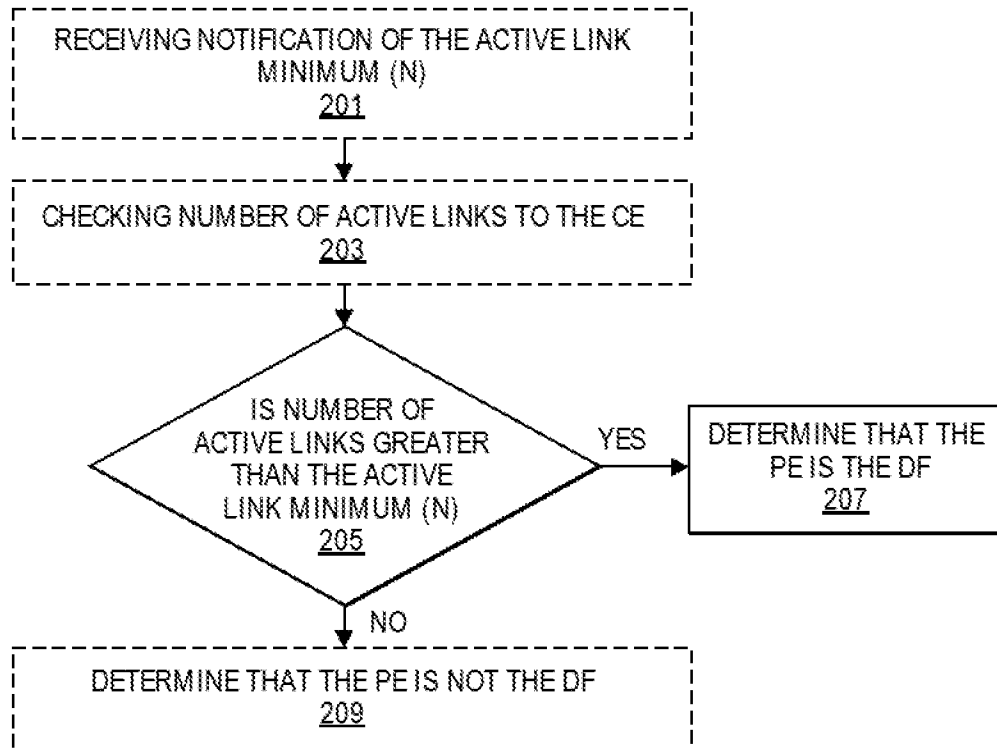 RECEIVING NOTIFICATION OF THE ACTIVE LINK
MINIMUM (N)
201
CHECKING NUMBER OF ACTIVE LINKS TO THE CE
203
IS NUMBER OF
ACTIVE LINKS GREATER
THAN THE ACTIVE
LINK MINIMUM (N)
205
YES
DETERMINE THAT THE
PE IS THE DF
207
NO
DETERMINE THAT THE PE IS NOT THE DF
209